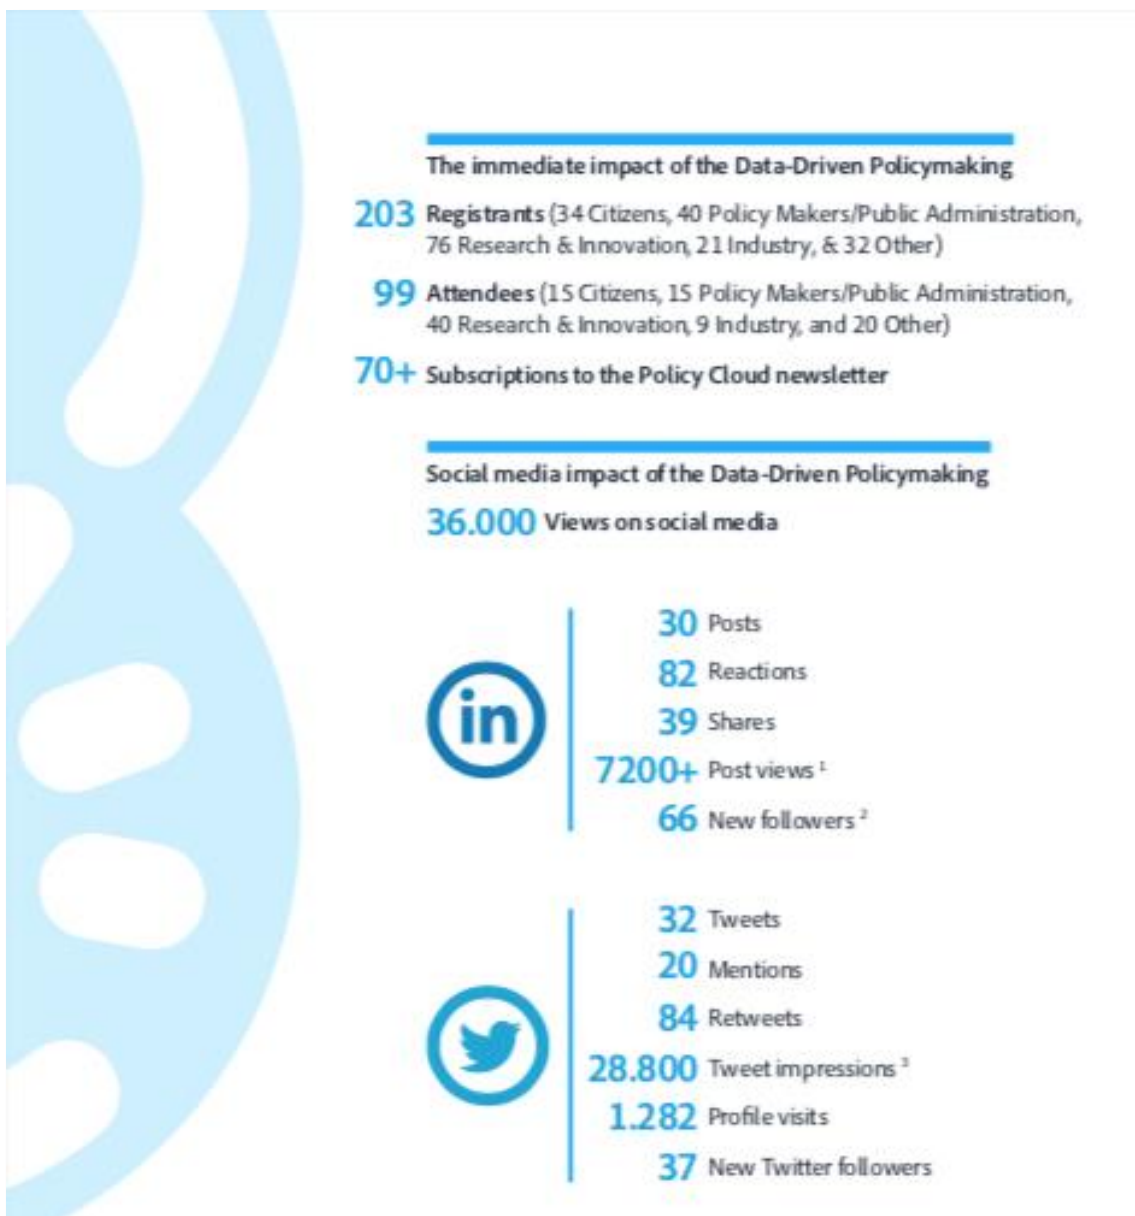 The immediate impact of the Data-Driven Policymaking
203 Registrants (34 Citizens, 40 Policy Makers/Public Administration,
76 Research & Innovation, 21 Industry, & 32 Other)
99 Attendees (15 Citizens, 15 Policy Makers/Public Administration,
40 Research & Innovation, 9 Industry, and 20 Other)
70+ Subscriptions to the Policy Cloud newsletter
Social media impact of the Data-Driven Policymaking
36.000 Views on social media
in
30 Posts
82 Reactions
39 Shares
7200+ Post views ¹
66 New followers ²
32 Tweets
20 Mentions
84 Retweets
28.800 Tweet impressions ³
1.282 Profile visits
37 New Twitter followers